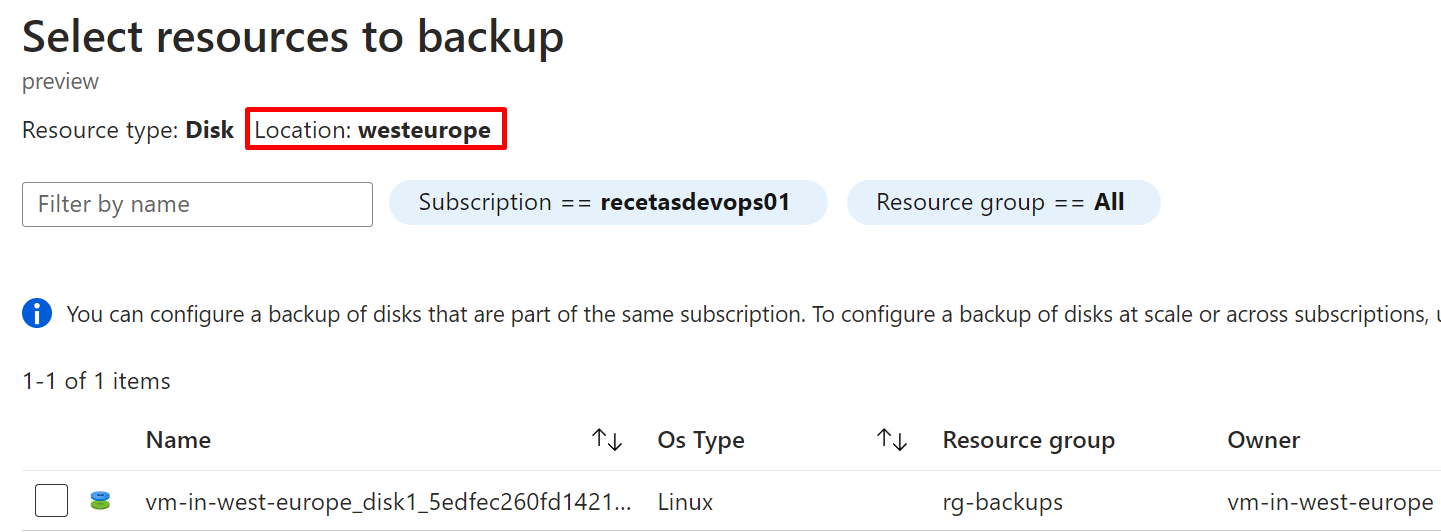 Select resources to backup
preview
Resource type: Disk Location: westeurope
Filter by name Subscription == recetasdevops01 Resource group == All
You can configure a backup of disks that are part of the same subscription. To configure a backup of disks at scale or across subscriptions,
1-1 of 1 items
Name Os Type Resource group Owner
vm-in-west-europe_disk1_5edfec260fd1421... Linux rg-backups vm-in-west-europe